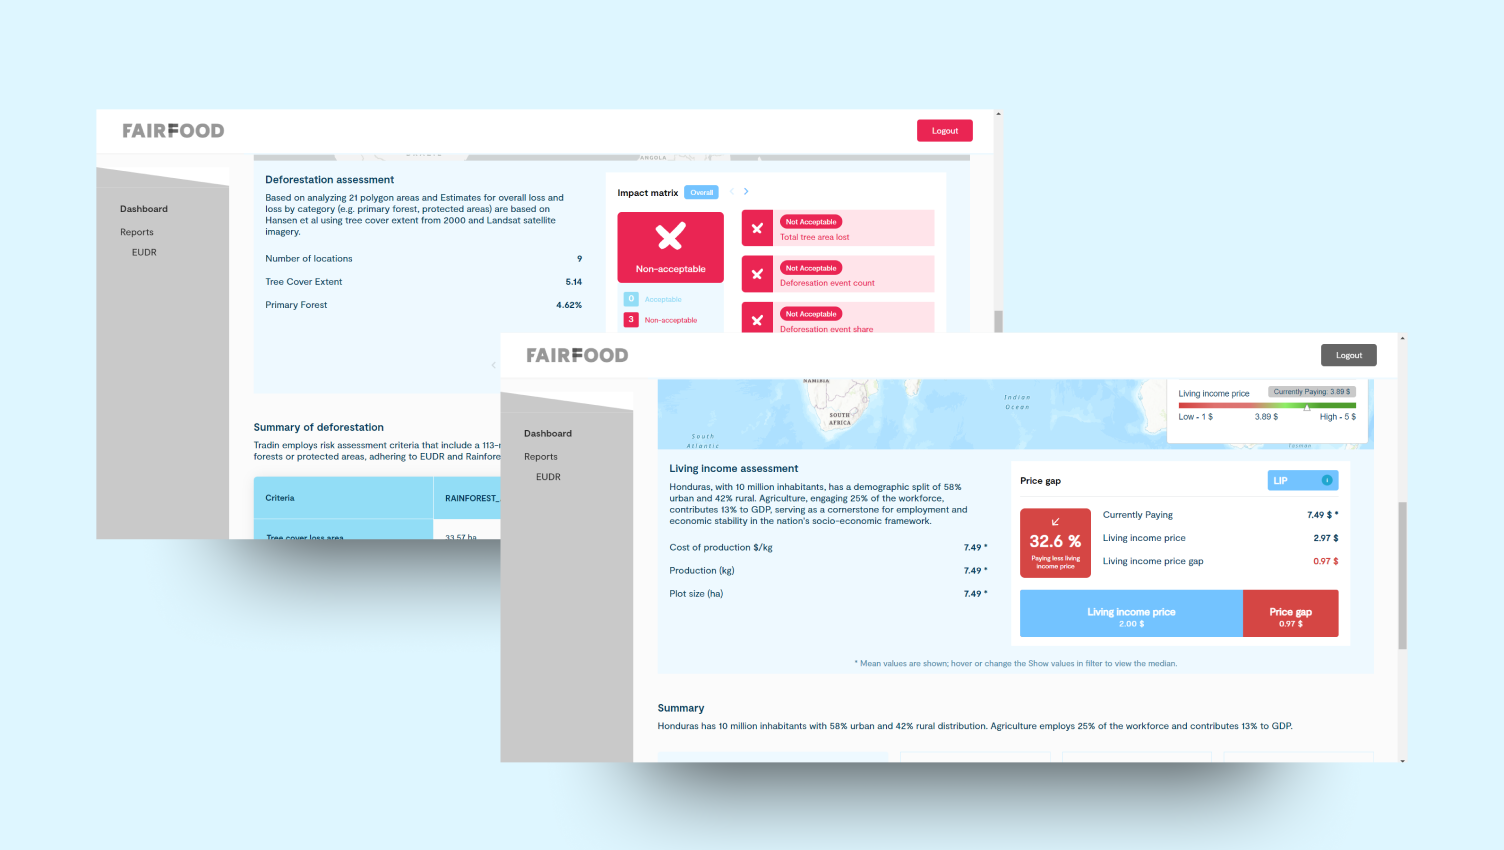 FAIRFOOD
Logout
ANGOLA
Dashboard
Reports
EUDR
Deforestation assessment
Based on analyzing 21 polygon areas and Estimates for overall loss and
loss by category (e.g. primary forest, protected areas) are based on
Hansen et al using tree cover extent from 2000 and Landsat satellite
imagery.
Number of locations 9
Tree Cover Extent 5.14
Primary Forest 4.62%
Impact matrix Overall
Non-acceptable
0 Acceptable
3 Non-acceptable
Not Acceptable
Total tree area lost
Not Acceptable
Deforesation event count
Not Acceptable
Deforesation event share
Summary of deforestation
Tradin employs risk assessment criteria that include a 113-
forests or protected areas, adhering to EUDR and Rainfore
Criteria RAINFOREST_
Tree cover loss area 33.57 ha
FAIRFOOD
Logout
Dashboard
Reports
EUDR
NAMIBIA
SOUTH
AFRICA
South
Atlantic
Indian
Ocean
Tasman
Living income price Currently Paying: 3.89 $
Low - 1 $ 3.89 $ High - 5 $
Living income assessment
Honduras, with 10 million inhabitants, has a demographic split of 58%
urban and 42% rural. Agriculture, engaging 25% of the workforce,
contributes 13% to GDP, serving as a cornerstone for employment and
economic stability in the nation's socio-economic framework.
Cost of production $/kg 7.49 *
Production (kg) 7.49 *
Plot size (ha) 7.49 *
Price gap LIP i
32.6 %
Paying less living
income price
Currently Paying 7.49 $ *
Living income price 2.97 $
Living income price gap 0.97 $
Living income price
2.00 $
Price gap
0.97 $
* Mean values are shown; hover or change the Show values in filter to view the median.
Summary
Honduras has 10 million inhabitants with 58% urban and 42% rural distribution. Agriculture employs 25% of the workforce and contributes 13% to GDP.